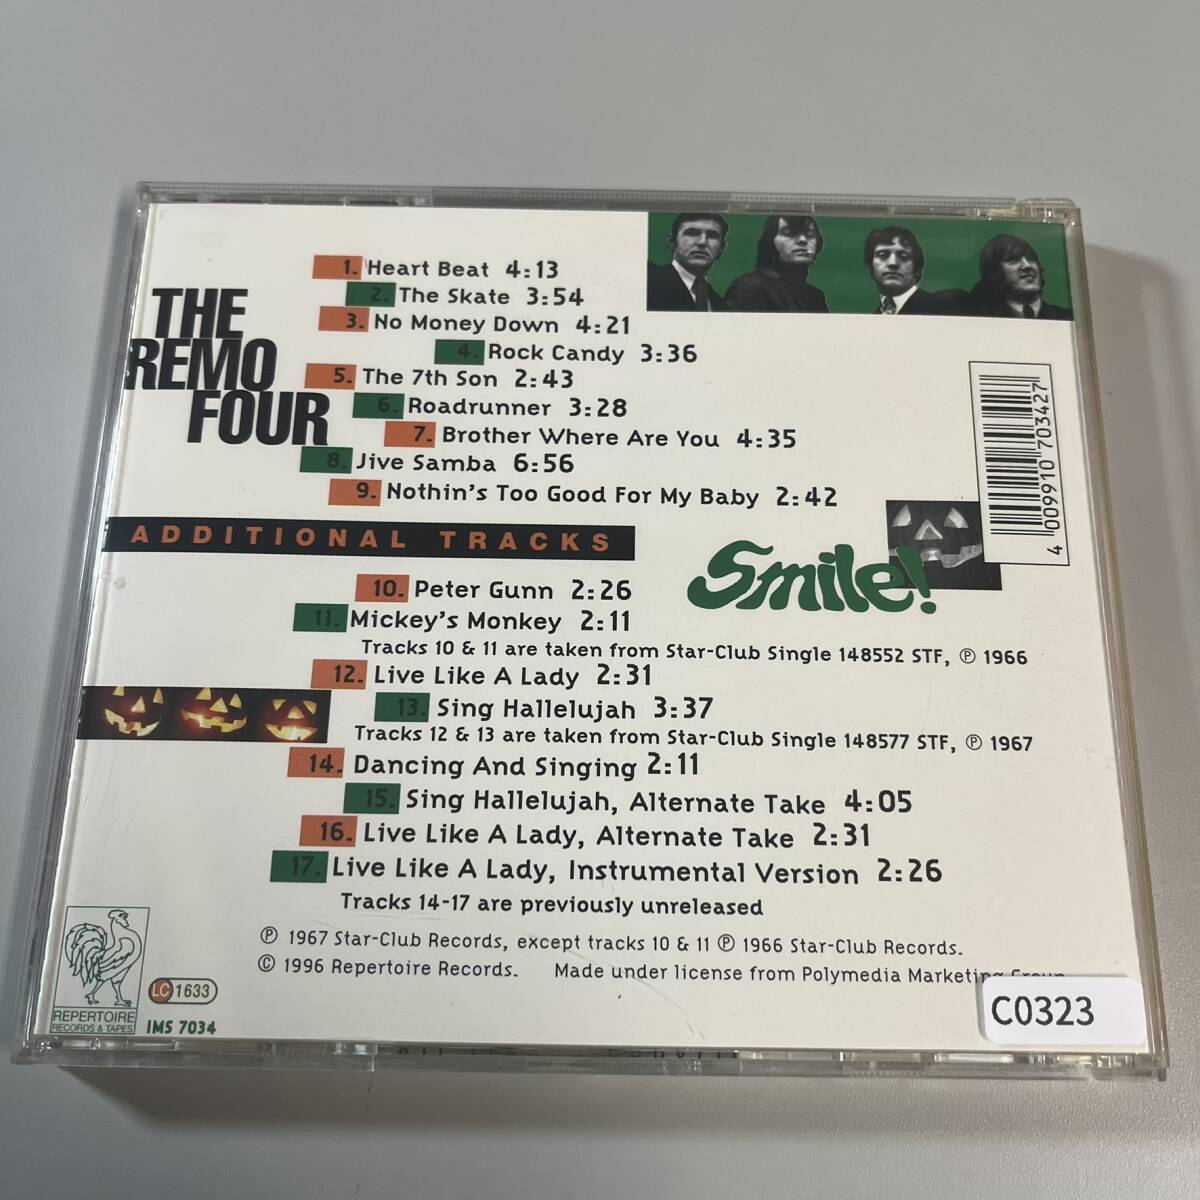 THE
REMO
FOUR
1. Heart Beat 4:13
2. The Skate 3:54
3. No Money Down 4:21
4. Rock Candy 3:36
5. The 7th Son 2:43
6. Roadrunner 3:28
7. Brother Where Are You 4:35
8. Jive Samba 6:56
9. Nothin's Too Good For My Baby 2:42
4 009910 703427
Smile!
ADDITIONAL TRACKS
10. Peter Gunn 2:26
11. Mickey's Monkey 2:11
Tracks 10 & 11 are taken from Star-Club Single 148552 STF, ℗ 1966
12. Live Like A Lady 2:31
13. Sing Hallelujah 3:37
Tracks 12 & 13 are taken from Star-Club Single 148577 STF, ℗ 1967
14. Dancing And Singing 2:11
15. Sing Hallelujah, Alternate Take 4:05
16. Live Like A Lady, Alternate Take 2:31
17. Live Like A Lady, Instrumental Version 2:26
Tracks 14-17 are previously unreleased
℗ 1967 Star-Club Records, except tracks 10 & 11 ℗ 1966 Star-Club Records.
© 1996 Repertoire Records. Made under license from Polymedia Marketing Group
REPERTOIRE
RECORDS & TAPES
LC 1633
IMS 7034
C0323